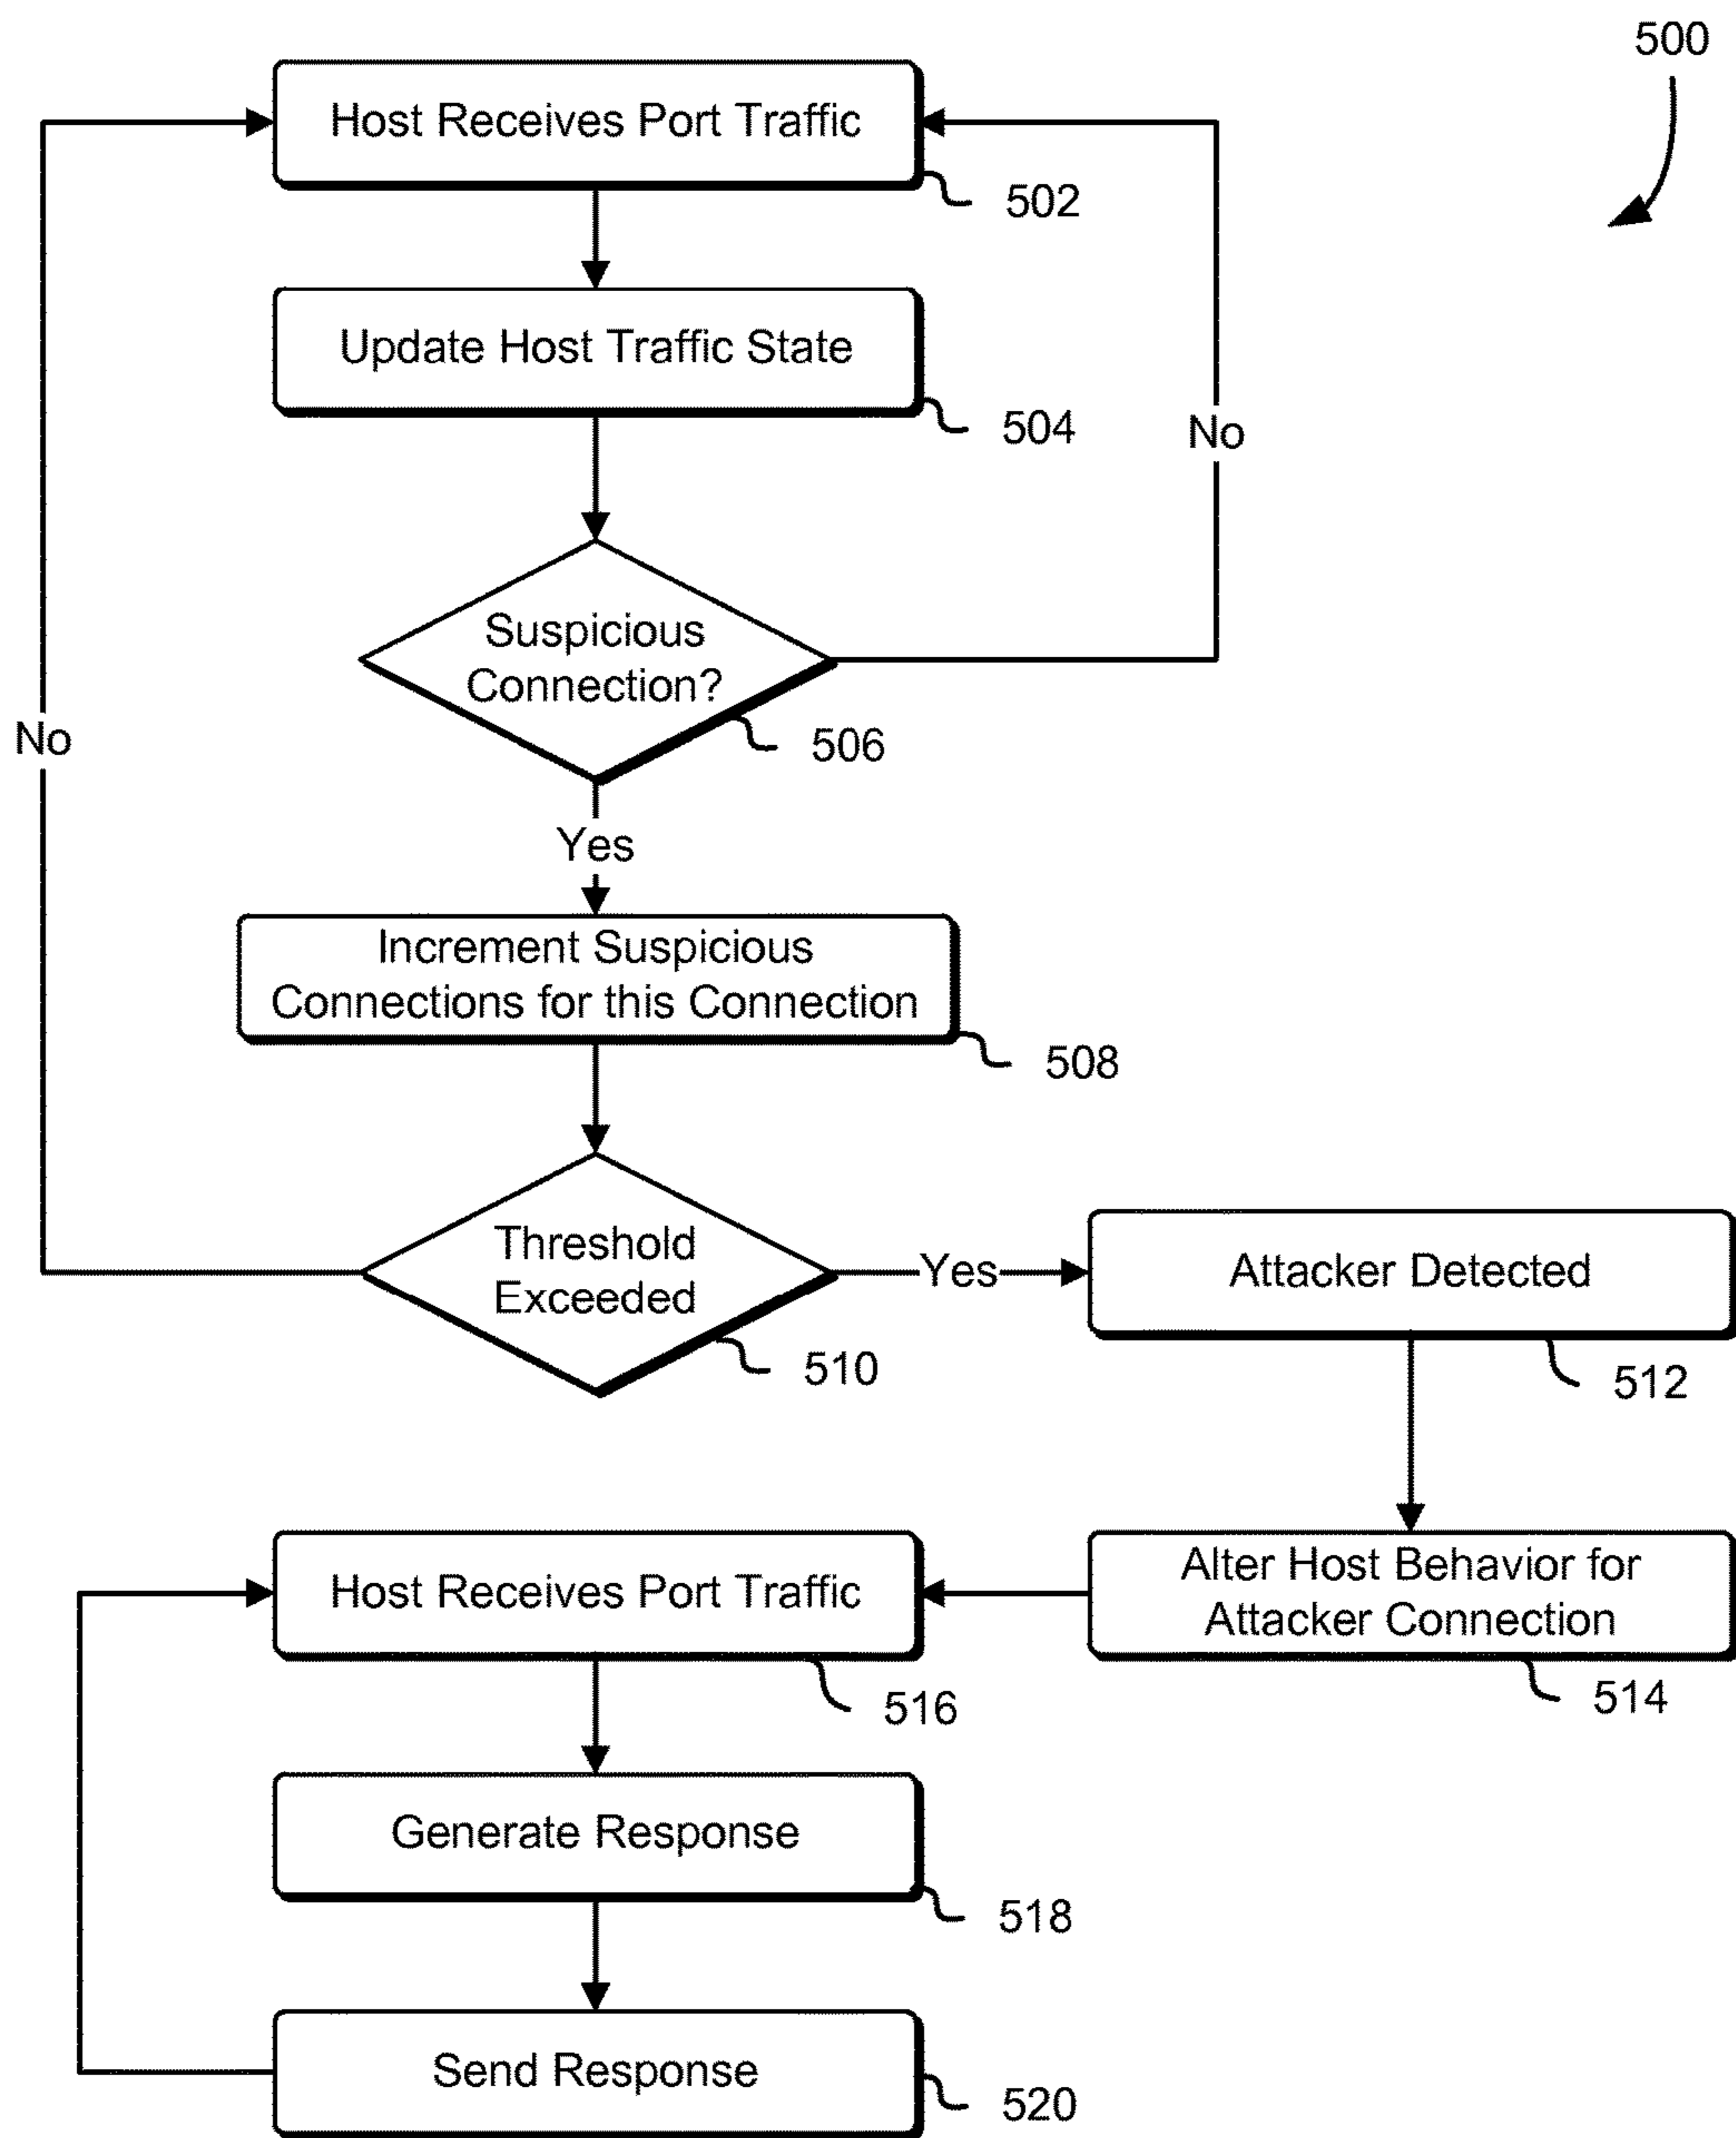 500
Host Receives Port Traffic
502
Update Host Traffic State
504
No
Suspicious
Connection?
506
No
Yes
Increment Suspicious
Connections for this Connection
508
Threshold
Exceeded
510
Yes
Attacker Detected
512
Alter Host Behavior for
Attacker Connection
514
Host Receives Port Traffic
516
Generate Response
518
Send Response
520